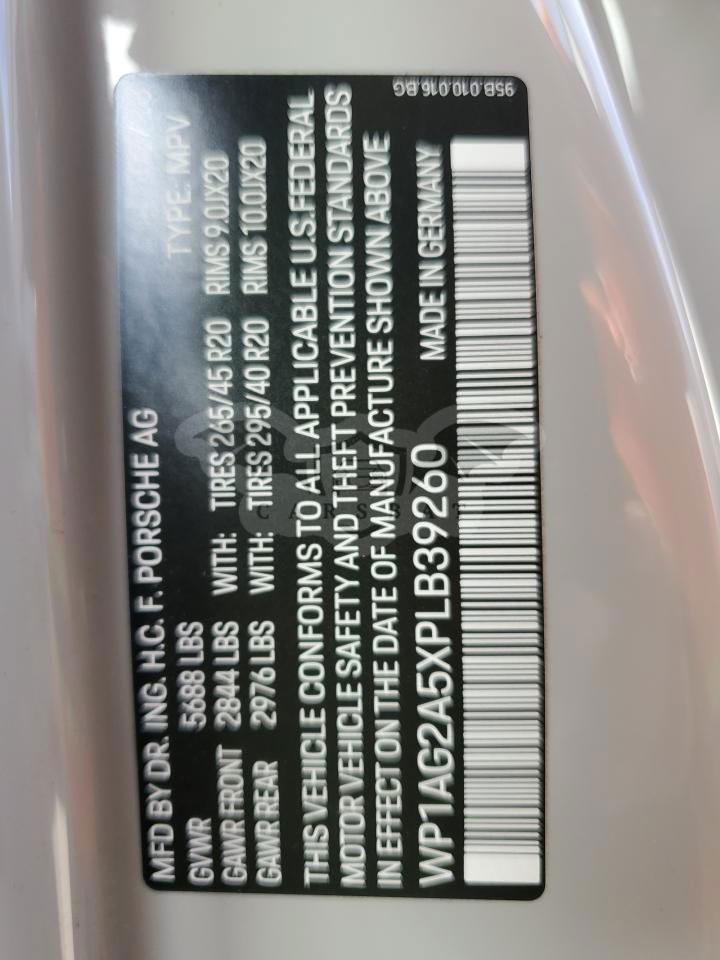 MFD BY DR. ING. H.C. F. PORSCHE AG
GVWR 5688 LBS TYPE: MPV
GAWR FRONT 2844 LBS WITH: TIRES 265/45 R20 RIMS 9.0JX20
GAWR REAR 2976 LBS WITH: TIRES 295/40 R20 RIMS 10.0JX20
THIS VEHICLE CONFORMS TO ALL APPLICABLE U.S. FEDERAL
MOTOR VEHICLE SAFETY AND THEFT PREVENTION STANDARDS
IN EFFECT ON THE DATE OF MANUFACTURE SHOWN ABOVE
WP1AG2A5XPLB39260 MADE IN GERMANY
95B.010.016.BG
CARSBAT